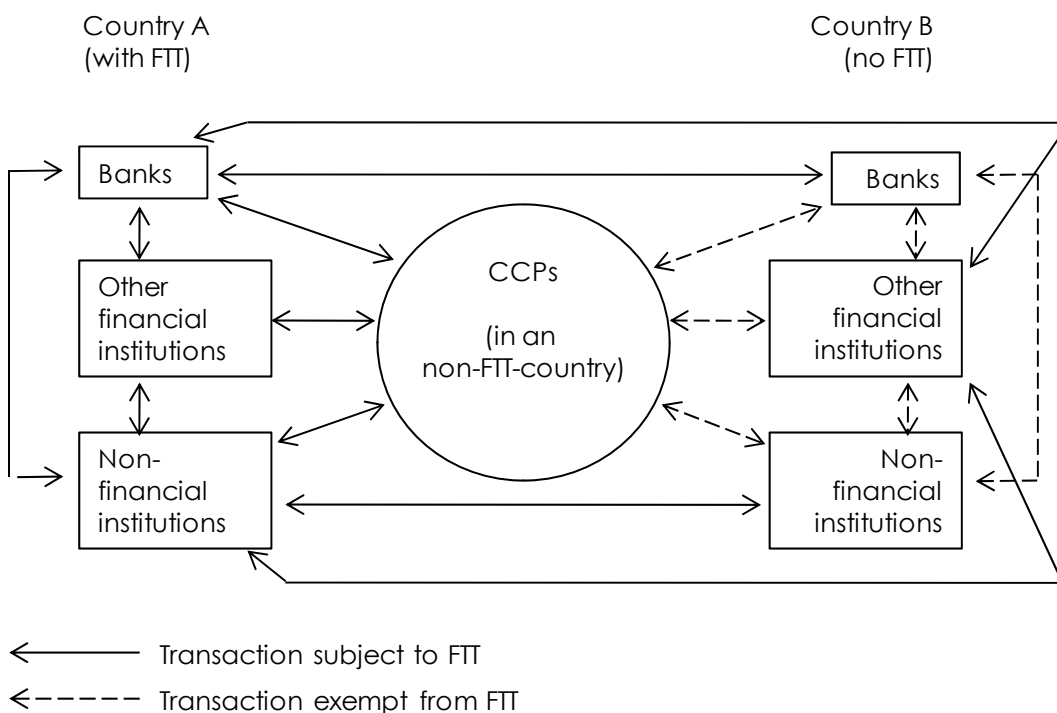 Country A
(with FTT)
Country B
(no FTT)
Banks
Banks
Other
financial
institutions
CCPs
(in an
non-FTT-country)
Other
financial
institutions
Non-
financial
institutions
Non-
financial
institutions
Transaction subject to FTT
Transaction exempt from FTT